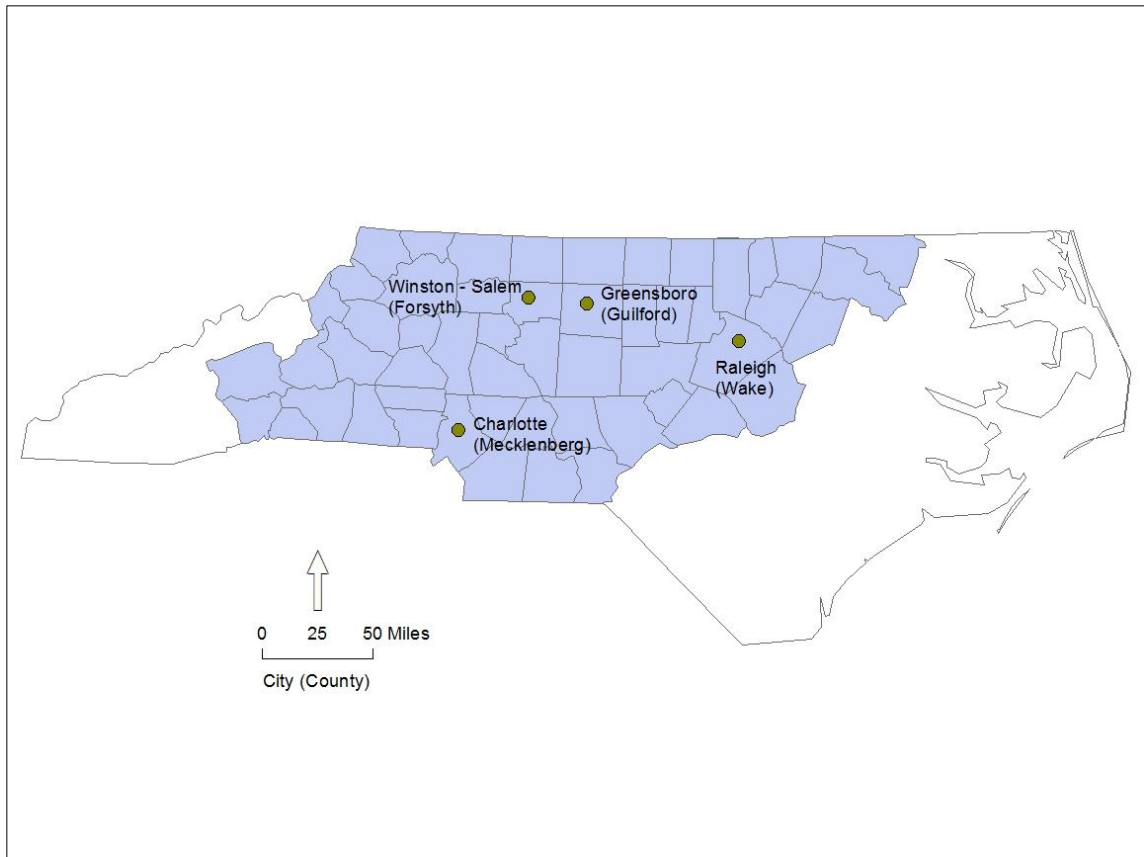 Winston - Salem
(Forsyth)
Greensboro
(Guilford)
Raleigh
(Wake)
Charlotte
(Mecklenberg)
0 25 50 Miles
City (County)